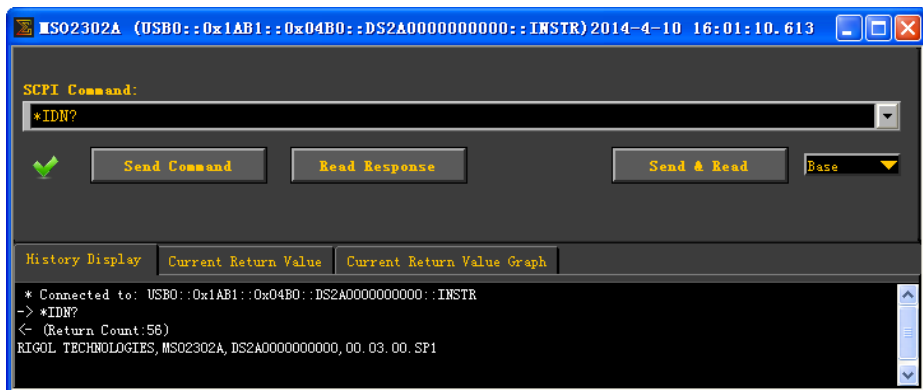 MSO2302A (USB0::0x1AB1::0x04B0::DS2A0000000000::INSTR)2014-4-10 16:01:10.613
SCPI Command:
*IDN?
Send Command Read Response Send & Read Base
History Display Current Return Value Current Return Value Graph
* Connected to: USB0::0x1AB1::0x04B0::DS2A0000000000::INSTR
-> *IDN?
<- (Return Count:56)
RIGOL TECHNOLOGIES,MSO2302A,DS2A0000000000,00.03.00.SP1